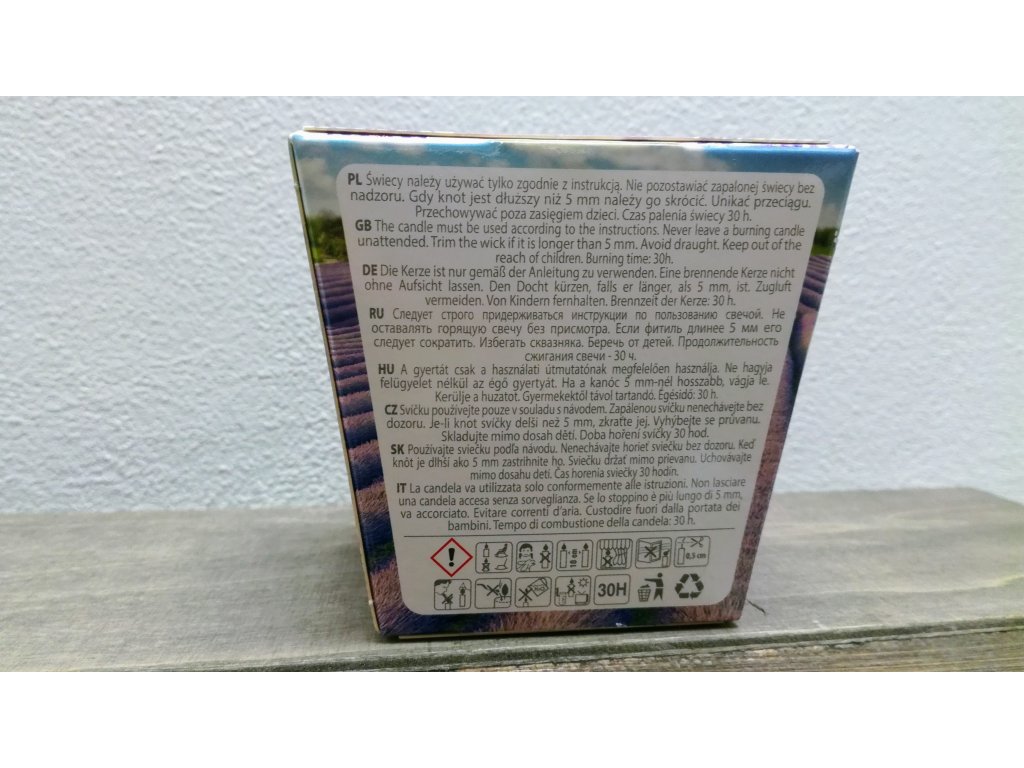 PL Świecy należy używać tylko zgodnie z instrukcją. Nie pozostawiać zapalonej świecy bez
nadzoru. Gdy knot jest dłuższy niż 5 mm należy go skrócić. Unikać przeciągu.
Przechowywać poza zasięgiem dzieci. Czas palenia świecy 30 h.
GB The candle must be used according to the instructions. Never leave a burning candle
unattended. Trim the wick if it is longer than 5 mm. Avoid draught. Keep out of the
reach of children. Burning time: 30h.
DE Die Kerze ist nur gemäß der Anleitung zu verwenden. Eine brennende Kerze nicht
ohne Aufsicht lassen. Den Docht kürzen, falls er länger, als 5 mm, ist. Zugluft
vermeiden. Von Kindern fernhalten. Brennzeit der Kerze: 30 h.
RU Следует строго придерживаться инструкции по пользованию свечой. Не
оставалять горящую свечу без присмотра. Если фитиль длинее 5 мм его
следует сократить. Избегать сквазняка. Беречь от детей. Продолжительность
сжигания свечи - 30 ч.
HU A gyertát csak a használati útmutatónak megfelelően használja. Ne hagyja
felügyelet nélkül az égő gyertyát. Ha a kanóc 5 mm-nél hosszabb, vágja le.
Kerülje a huzatot. Gyermekektől távol tartandó. Égésidő: 30 h.
CZ Svíčku používejte pouze v souladu s návodem. Zapálenou svíčku nenechávejte bez
dozoru. Je-li knot svíčky delší než 5 mm, zkraťte jej. Vyhýbejte se průvanu.
Skladujte mimo dosah dětí. Doba hoření svíčky 30 hod.
SK Používajte sviečku podľa návodu. Nenechávajte horieť sviečku bez dozoru. Keď
knôt je dlhší ako 5 mm zastrihnite ho. Sviečku držať mimo prievanu. Uchovávajte
mimo dosahu detí. Čas horenia sviečky 30 hodin.
IT La candela va utilizzata solo conformemente alle istruzioni. Non lasciare
una candela accesa senza sorveglianza. Se lo stoppino è più lungo di 5 mm,
va accorciato. Evitare correnti d'aria. Custodire fuori dalla portata dei
bambini. Tempo di combustione della candela: 30 h.
0,5 cm
30H